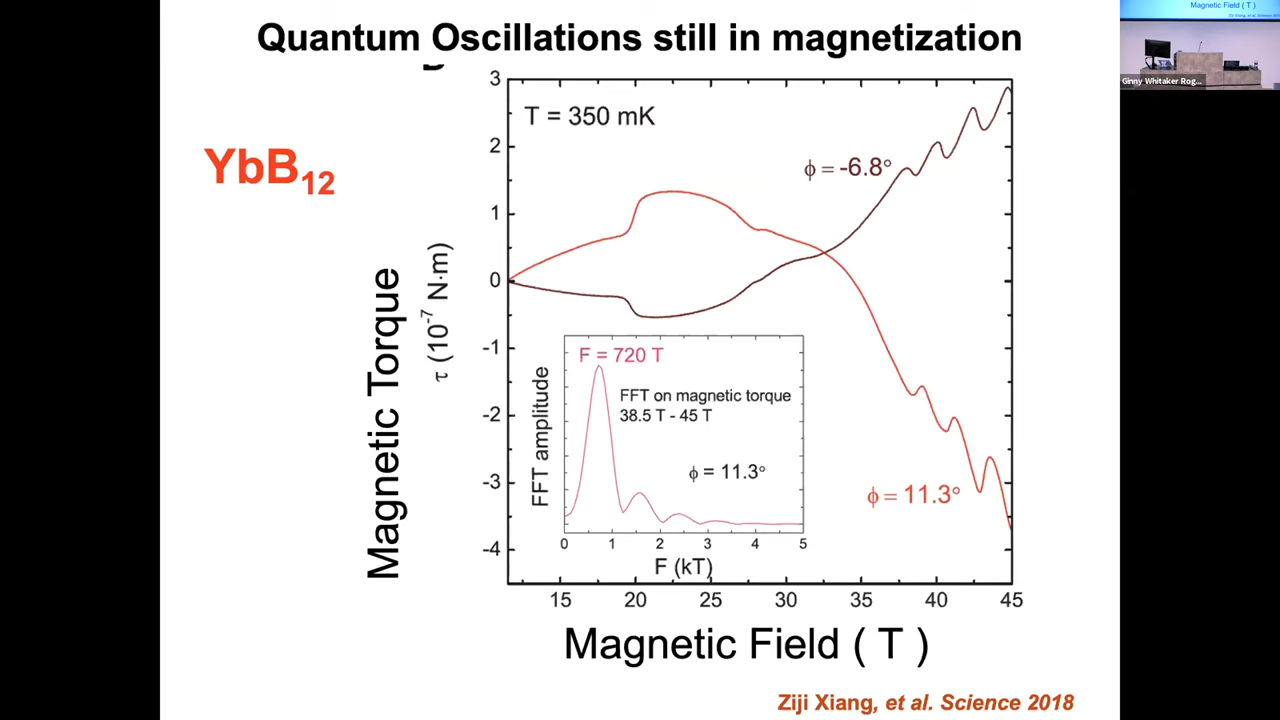 Quantum Oscillations still in magnetization
YbB12
T = 350 mK
ϕ = -6.8°
ϕ = 11.3°
3
2
1
0
-1
-2
-3
-4
Magnetic Torque
τ (10⁻⁷ N·m)
F = 720 T
FFT on magnetic torque
38.5 T - 45 T
ϕ = 11.3°
FFT amplitude
0 1 2 3 4 5
F (kT)
15 20 25 30 35 40 45
Magnetic Field ( T )
Ziji Xiang, et al. Science 2018
Magnetic Field ( T )
Ginny Whitaker Rog...